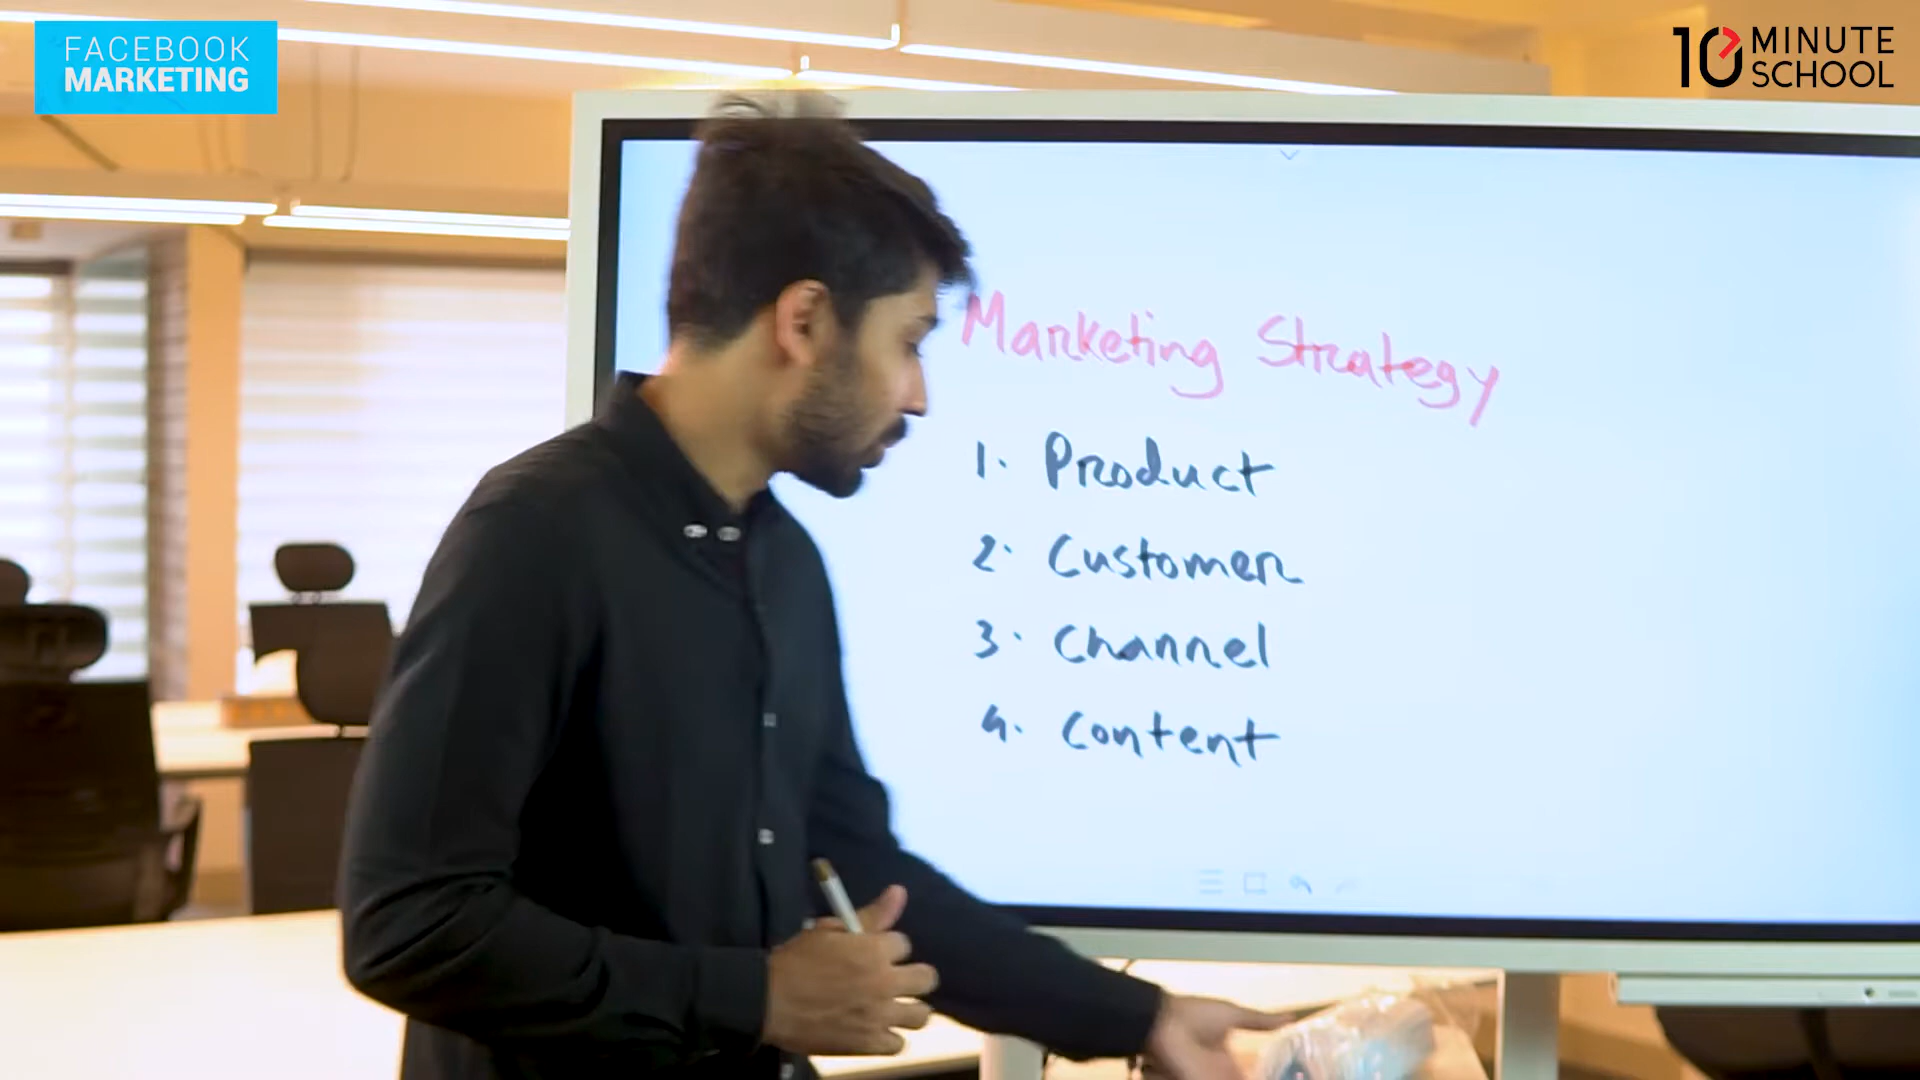 FACEBOOK
MARKETING
10 MINUTE
SCHOOL
Marketing Strategy
1. Product
2. Customer
3. Channel
4. Content